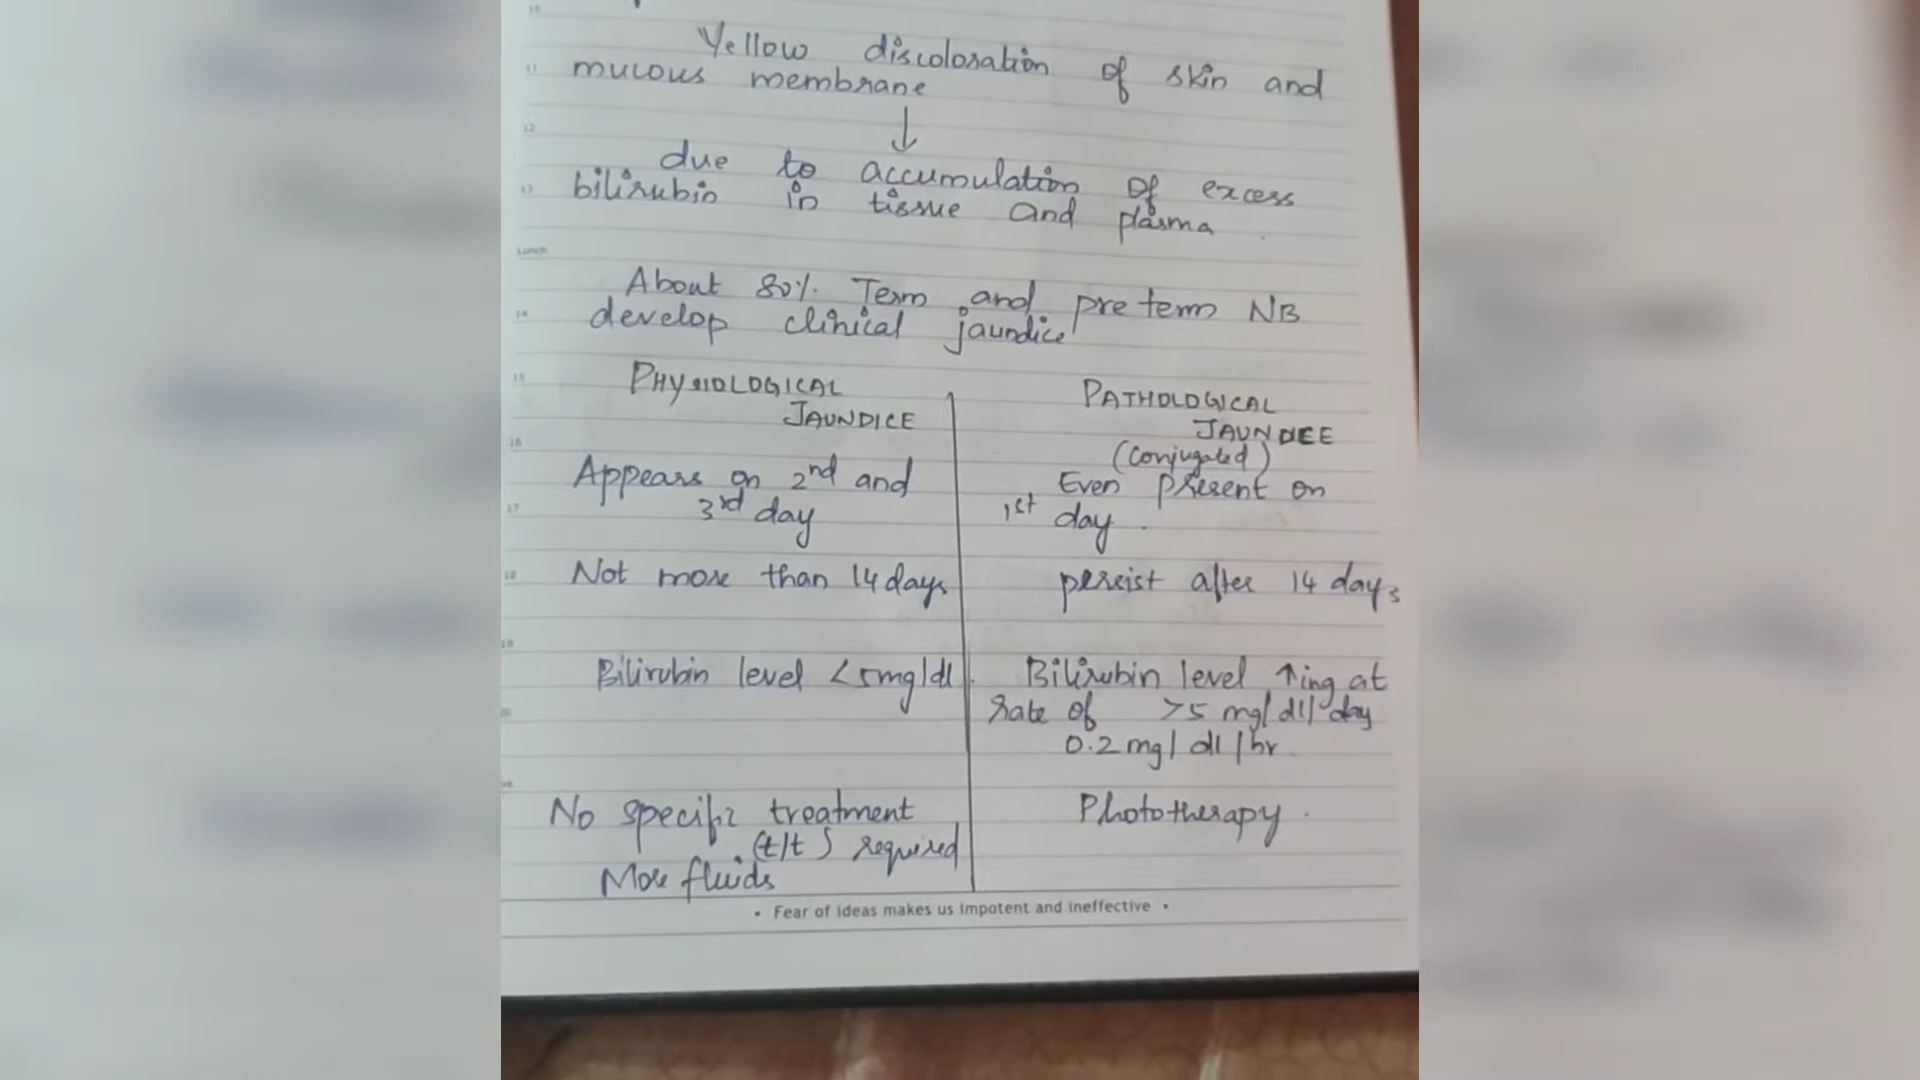 Yellow discoloration of skin and
mucous membrane
↓
due to accumulation of excess
bilirubin in tissue and plasma
Lunch
About 80% Term and preterm NB
develop clinical jaundice
PHYSIOLOGICAL
JAUNDICE
Appears on 2nd and
3rd day
Not more than 14 days
Bilirubin level <5mg/dl
No specific treatment
(t/t) required
More fluids
PATHOLOGICAL
JAUNDICE
(conjugated)
Even present on
1st day.
persist after 14 days
Bilirubin level ↑ing at
rate of >5 mg/dl/day
0.2 mg/dl/hr
Phototherapy.
• Fear of ideas makes us impotent and ineffective •